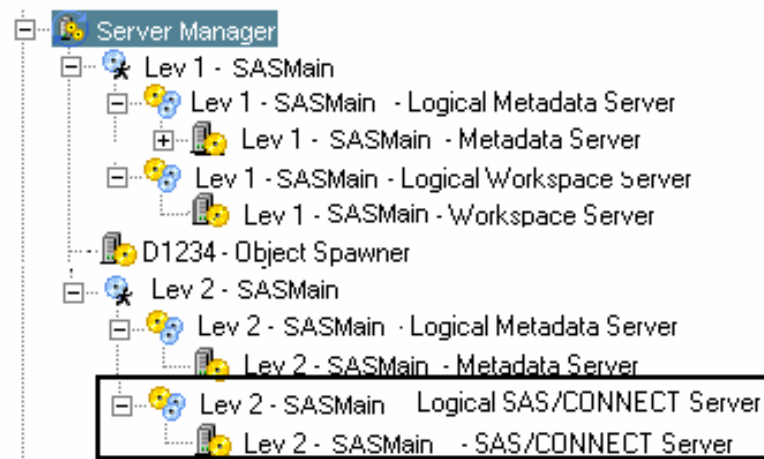 Server Manager
Lev 1 - SASMain
Lev 1 - SASMain - Logical Metadata Server
Lev 1 - SASMain - Metadata Server
Lev 1 - SASMain - Logical Workspace Server
Lev 1 - SASMain - Workspace Server
D1234 - Object Spawner
Lev 2 - SASMain
Lev 2 - SASMain - Logical Metadata Server
Lev 2 - SASMain - Metadata Server
Lev 2 - SASMain Logical SAS/CONNECT Server
Lev 2 - SASMain - SAS/CONNECT Server